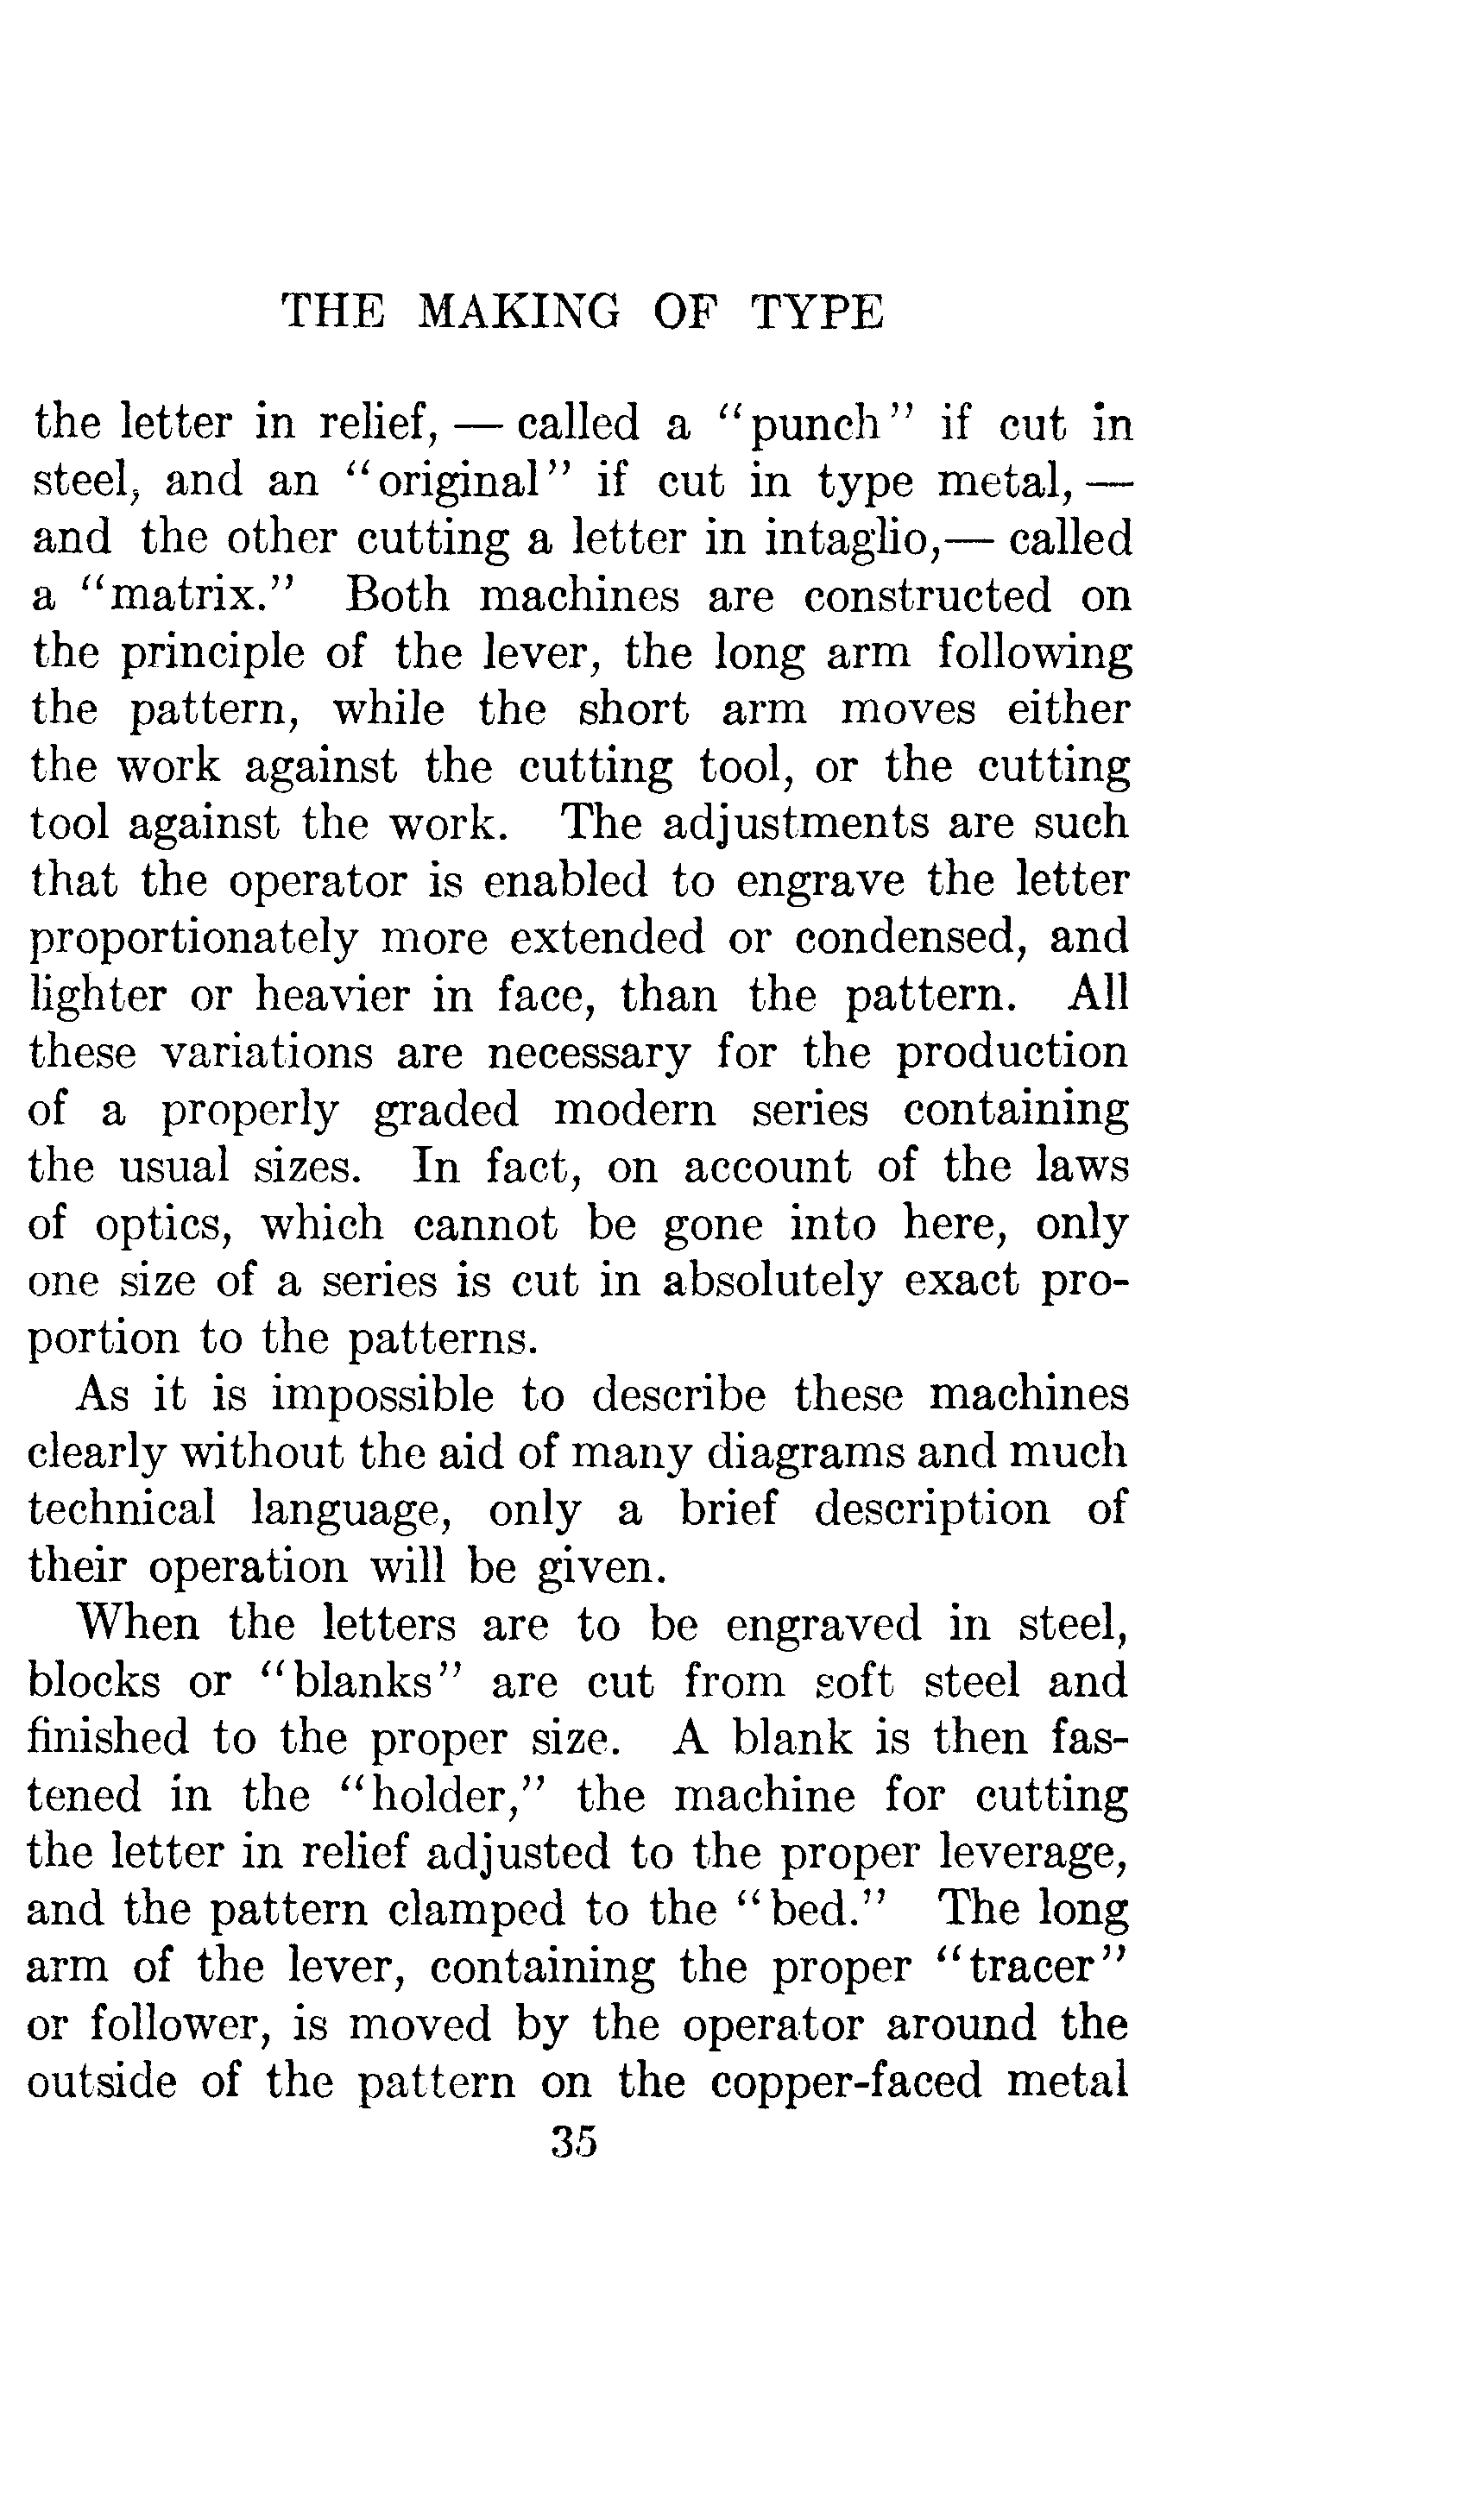 THE MAKING OF TYPE
the letter in relief, — called a “punch” if cut in
steel, and an “original” if cut in type metal, —
and the other cutting a letter in intaglio,— called
a “matrix.” Both machines are constructed on
the principle of the lever, the long arm following
the pattern, while the short arm moves either
the work against the cutting tool, or the cutting
tool against the work. The adjustments are such
that the operator is enabled to engrave the letter
proportionately more extended or condensed, and
lighter or heavier in face, than the pattern. All
these variations are necessary for the production
of a properly graded modern series containing
the usual sizes. In fact, on account of the laws
of optics, which cannot be gone into here, only
one size of a series is cut in absolutely exact pro-
portion to the patterns.
As it is impossible to describe these machines
clearly without the aid of many diagrams and much
technical language, only a brief description of
their operation will be given.
When the letters are to be engraved in steel,
blocks or “blanks” are cut from soft steel and
finished to the proper size. A blank is then fas-
tened in the “holder,” the machine for cutting
the letter in relief adjusted to the proper leverage,
and the pattern clamped to the “bed.” The long
arm of the lever, containing the proper “tracer”
or follower, is moved by the operator around the
outside of the pattern on the copper-faced metal
35